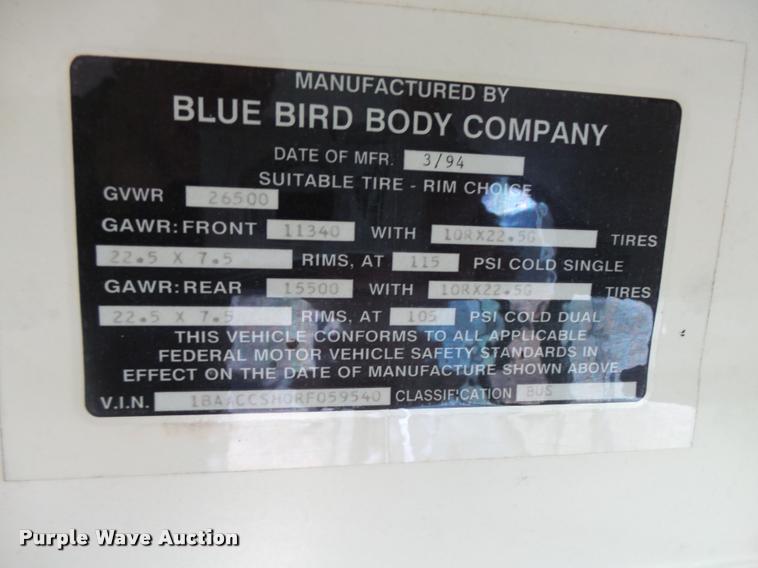 MANUFACTURED BY
BLUE BIRD BODY COMPANY
DATE OF MFR. 3/94
SUITABLE TIRE - RIM CHOICE
GVWR 26500
GAWR: FRONT 11340 WITH 10RX22.5G TIRES
22.5 X 7.5 RIMS, AT 115 PSI COLD SINGLE
GAWR: REAR 15500 WITH 10RX22.5G TIRES
22.5 X 7.5 RIMS, AT 105 PSI COLD DUAL
THIS VEHICLE CONFORMS TO ALL APPLICABLE
FEDERAL MOTOR VEHICLE SAFETY STANDARDS IN
EFFECT ON THE DATE OF MANUFACTURE SHOWN ABOVE.
V.I.N. 1BAACCSH0RF059540 CLASSIFICATION BUS
Purple Wave Auction